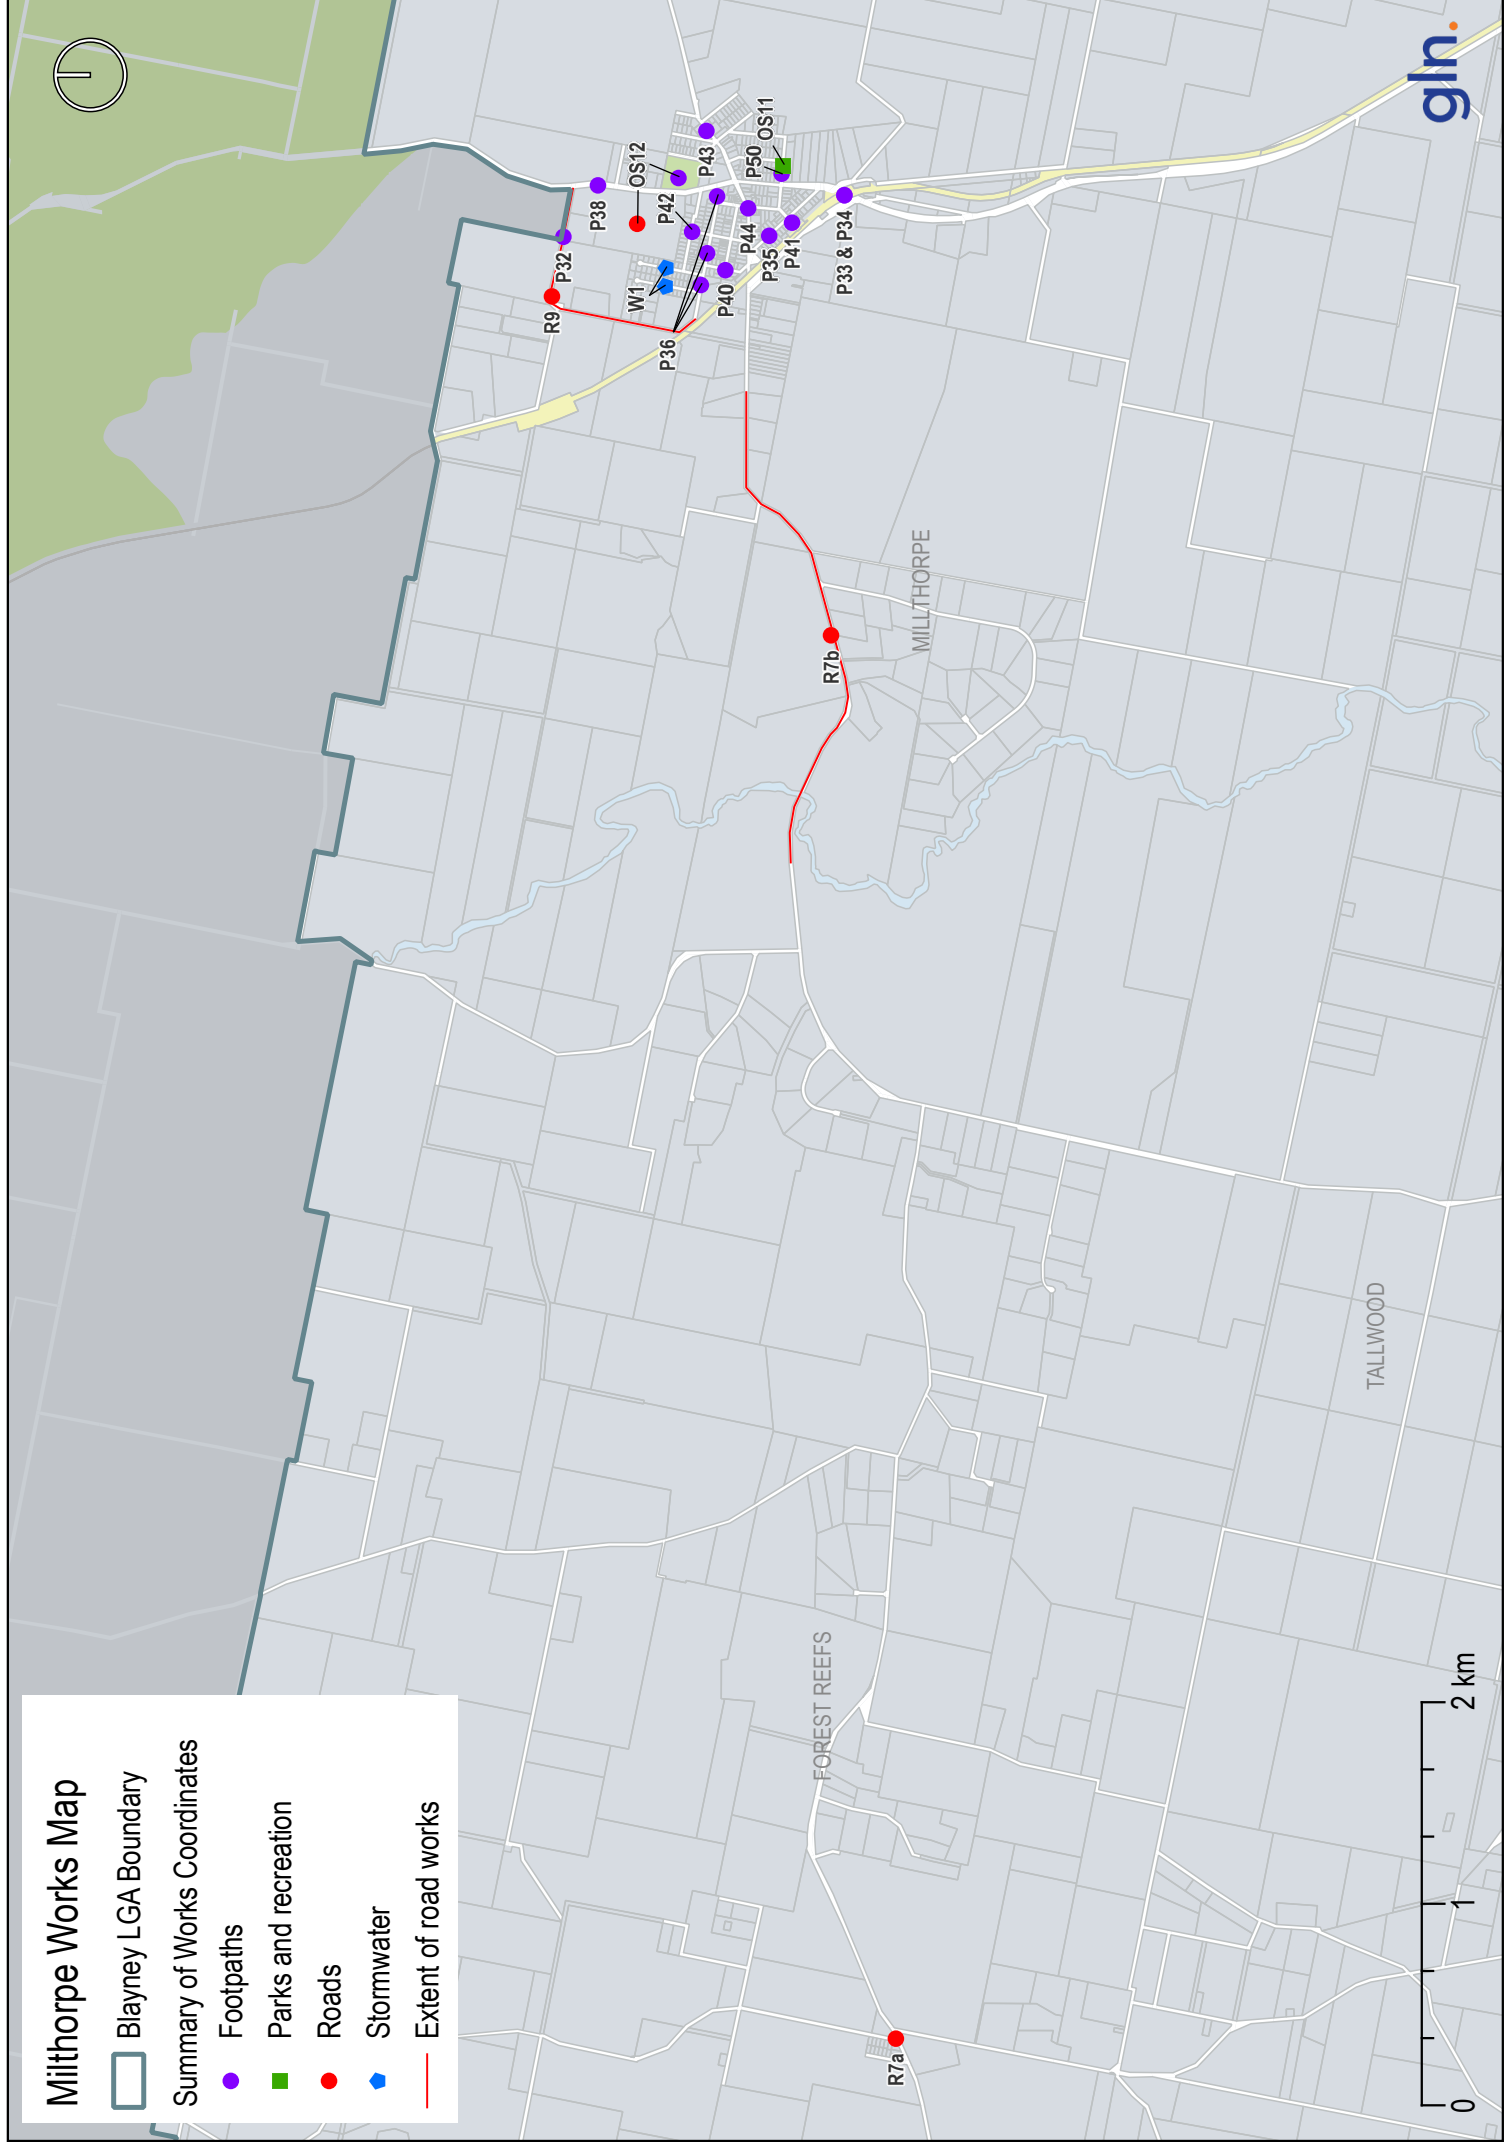 Milthorpe Works Map
Blayney LGA Boundary
Summary of Works Coordinates
Footpaths
Parks and recreation
Roads
Stormwater
Extent of road works
R9
P32
P38
OS12
W1
P42
P43
P36
P40
P44
P50
OS11
P35
P41
P33 & P34
R7b
MILLTHORPE
TALLWOOD
FOREST REEFS
R7a
0
1
2 km
gln.